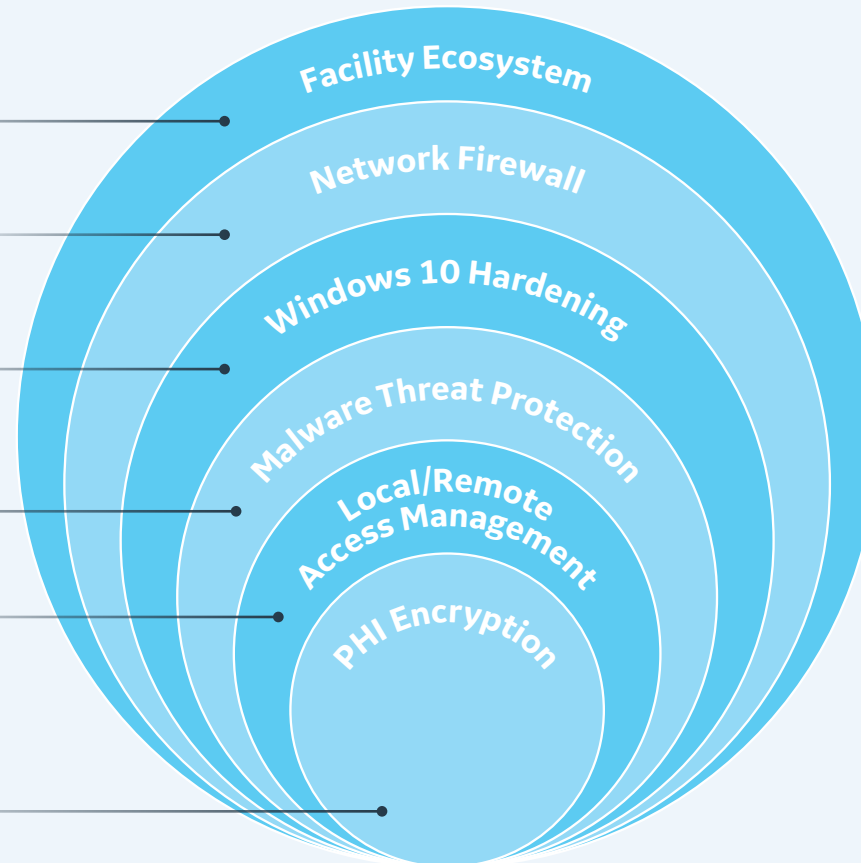 Facility Ecosystem
Network Firewall
Windows 10 Hardening
Malware Threat Protection
Local/Remote
Access Management
PHI Encryption